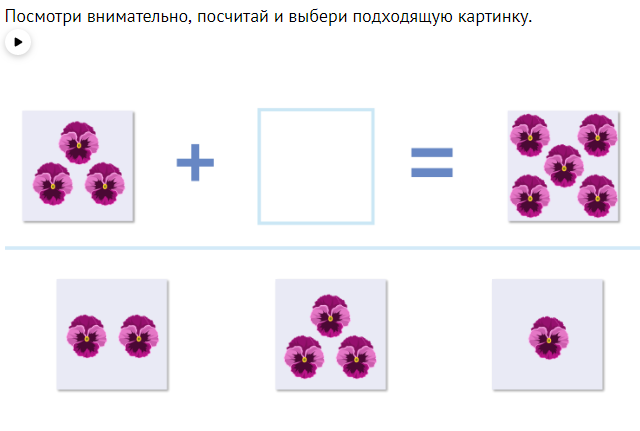 Посмотри внимательно, посчитай и выбери подходящую картинку.
+ =